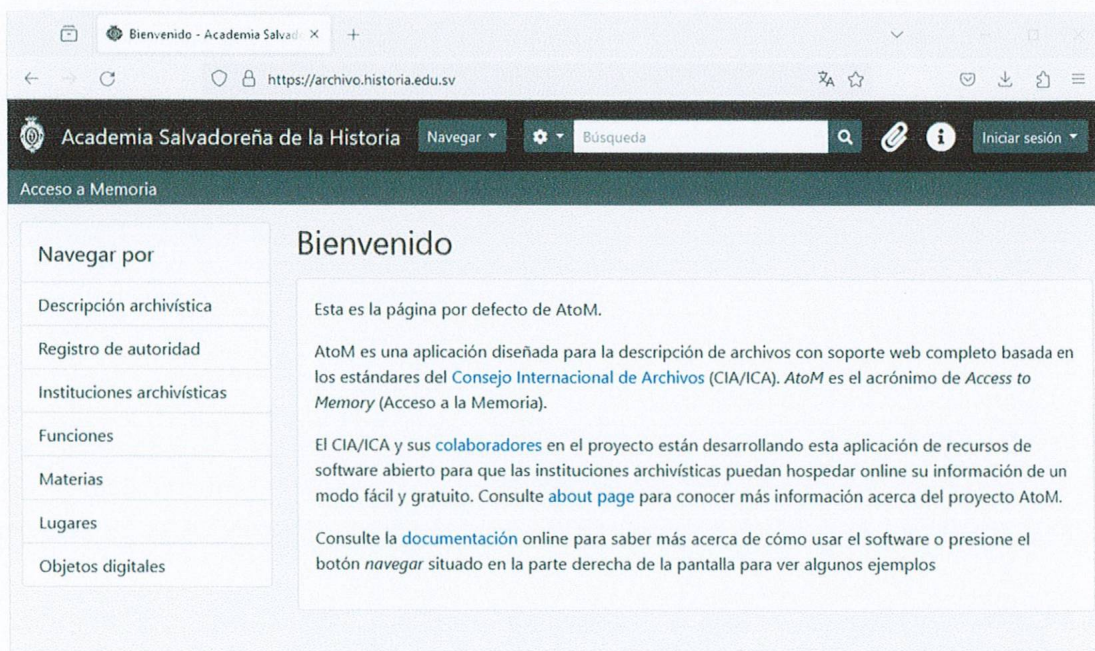 Bienvenido - Academia Salvad
https://archivo.historia.edu.sv
Academia Salvadoreña de la Historia
Navegar
Búsqueda
Iniciar sesión
Acceso a Memoria
Navegar por
Descripción archivística
Registro de autoridad
Instituciones archivísticas
Funciones
Materias
Lugares
Objetos digitales
Bienvenido
Esta es la página por defecto de AtoM.
AtoM es una aplicación diseñada para la descripción de archivos con soporte web completo basada en
los estándares del Consejo Internacional de Archivos (CIA/ICA). AtoM es el acrónimo de Access to
Memory (Acceso a la Memoria).
El CIA/ICA y sus colaboradores en el proyecto están desarrollando esta aplicación de recursos de
software abierto para que las instituciones archivísticas puedan hospedar online su información de un
modo fácil y gratuito. Consulte about page para conocer más información acerca del proyecto AtoM.
Consulte la documentación online para saber más acerca de cómo usar el software o presione el
botón navegar situado en la parte derecha de la pantalla para ver algunos ejemplos